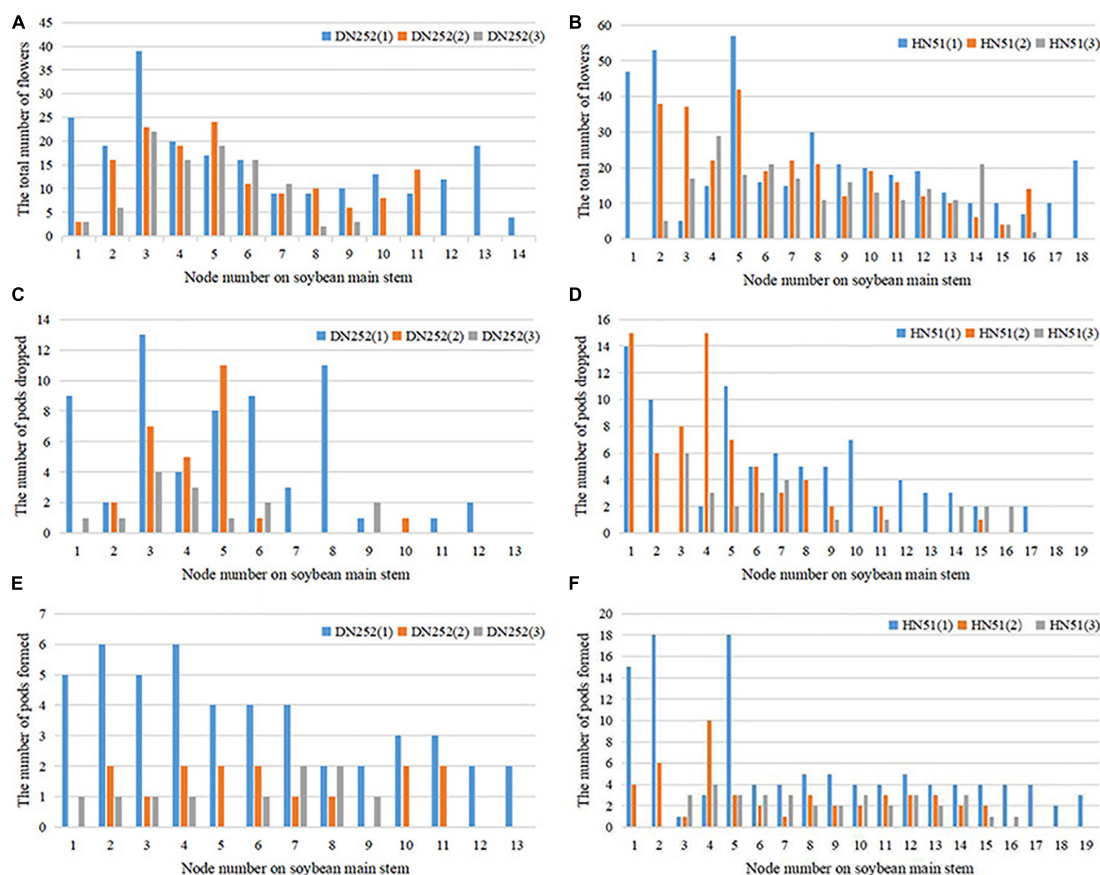 A
The total number of flowers
45
40
35
30
25
20
15
10
5
0
DN252(1) DN252(2) DN252(3)
1 2 3 4 5 6 7 8 9 10 11 12 13 14
Node number on soybean main stem
B
The total number of flowers
60
50
40
30
20
10
0
HN51(1) HN51(2) HN51(3)
1 2 3 4 5 6 7 8 9 10 11 12 13 14 15 16 17 18
Node number on soybean main stem
C
The number of pods dropped
14
12
10
8
6
4
2
0
DN252(1) DN252(2) DN252(3)
1 2 3 4 5 6 7 8 9 10 11 12 13
Node number on soybean main stem
D
The number of pods dropped
16
14
12
10
8
6
4
2
0
HN51(1) HN51(2) HN51(3)
1 2 3 4 5 6 7 8 9 10 11 12 13 14 15 16 17 18 19
Node number on soybean main stem
E
The number of pods formed
7
6
5
4
3
2
1
0
DN252(1) DN252(2) DN252(3)
1 2 3 4 5 6 7 8 9 10 11 12 13
Node number on soybean main stem
F
The number of pods formed
20
18
16
14
12
10
8
6
4
2
0
HN51(1) HN51(2) HN51(3)
1 2 3 4 5 6 7 8 9 10 11 12 13 14 15 16 17 18 19
Node number on soybean main stem